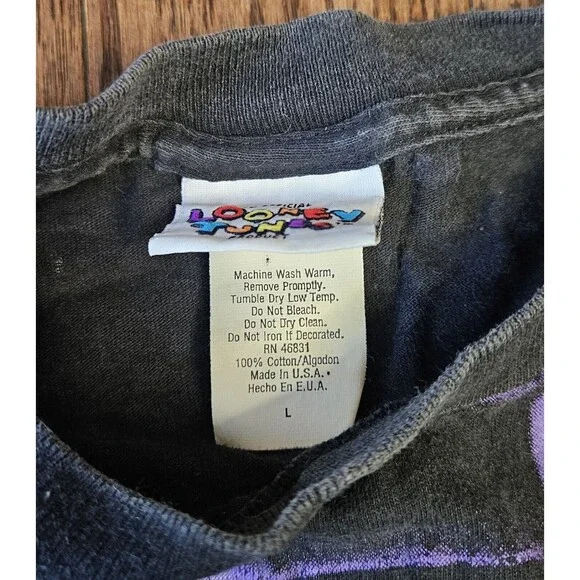 LOONEY
TUNES
PRODUCT
Machine Wash Warm,
Remove Promptly.
Tumble Dry Low Temp.
Do Not Bleach.
Do Not Dry Clean.
Do Not Iron if Decorated.
RN 46831
100% Cotton/Algodon
Made in U.S.A.
Hecho En E.U.A.
L